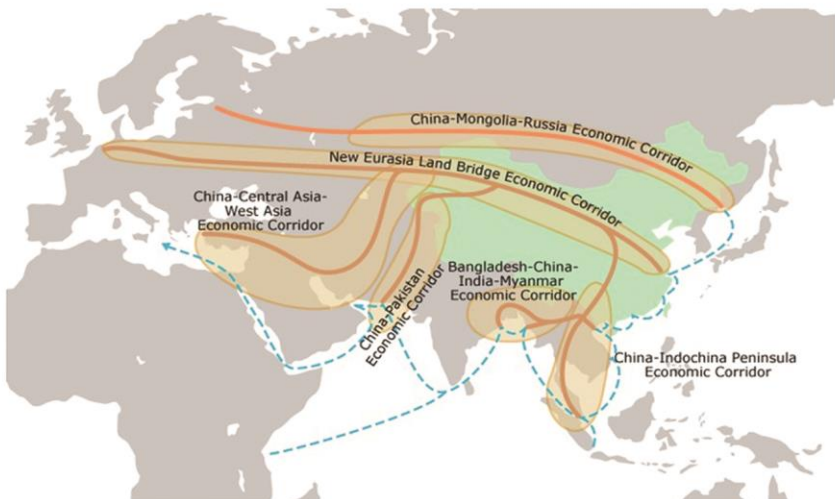 China-Mongolia-Russia Economic Corridor
New Eurasia Land Bridge Economic Corridor
China-Central Asia-
West Asia
Economic Corridor
China-Pakistan
Economic Corridor
Bangladesh-China-
India-Myanmar
Economic Corridor
China-Indochina Peninsula
Economic Corridor